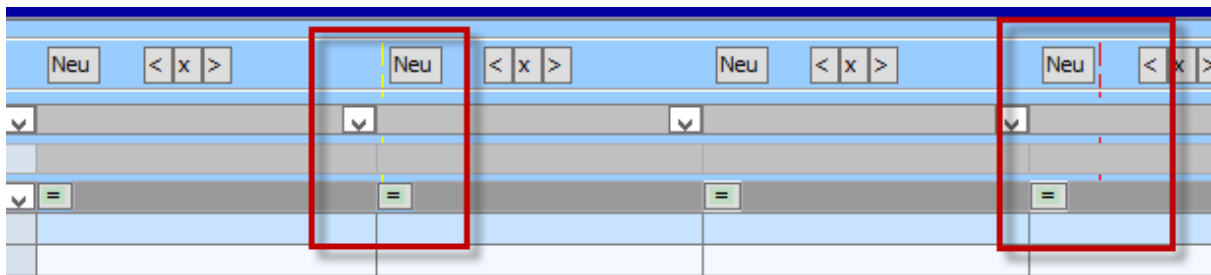 Neu < x > Neu < x > Neu < x > Neu < x >
= = = =